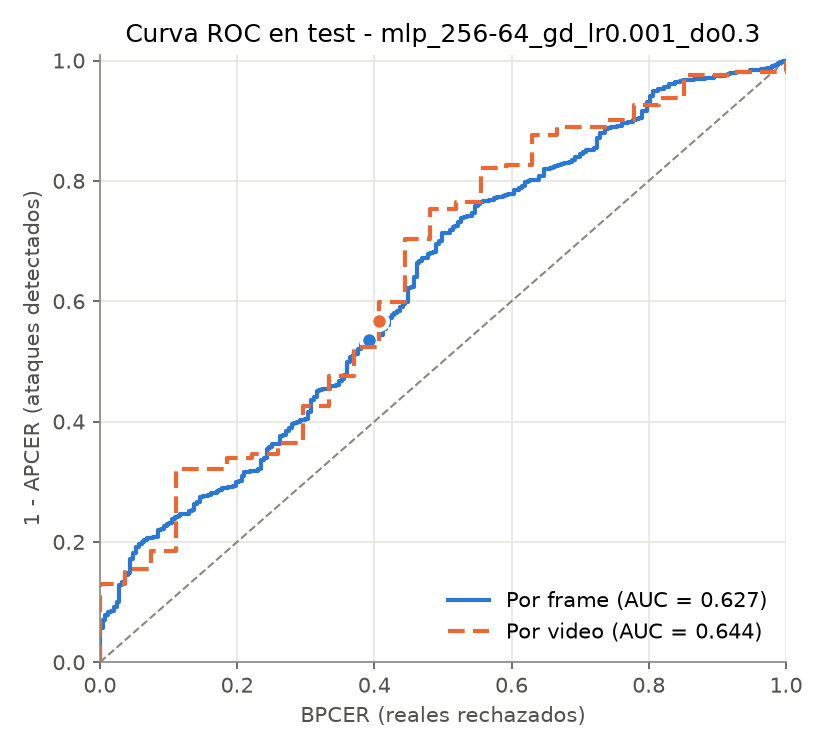 Curva ROC en test - mlp_256-64_gd_lr0.001_do0.3
1 - APCER (ataques detectados)
1.0
0.8
0.6
0.4
0.2
0.0
Por frame (AUC = 0.627)
Por video (AUC = 0.644)
0.0 0.2 0.4 0.6 0.8 1.0
BPCER (reales rechazados)